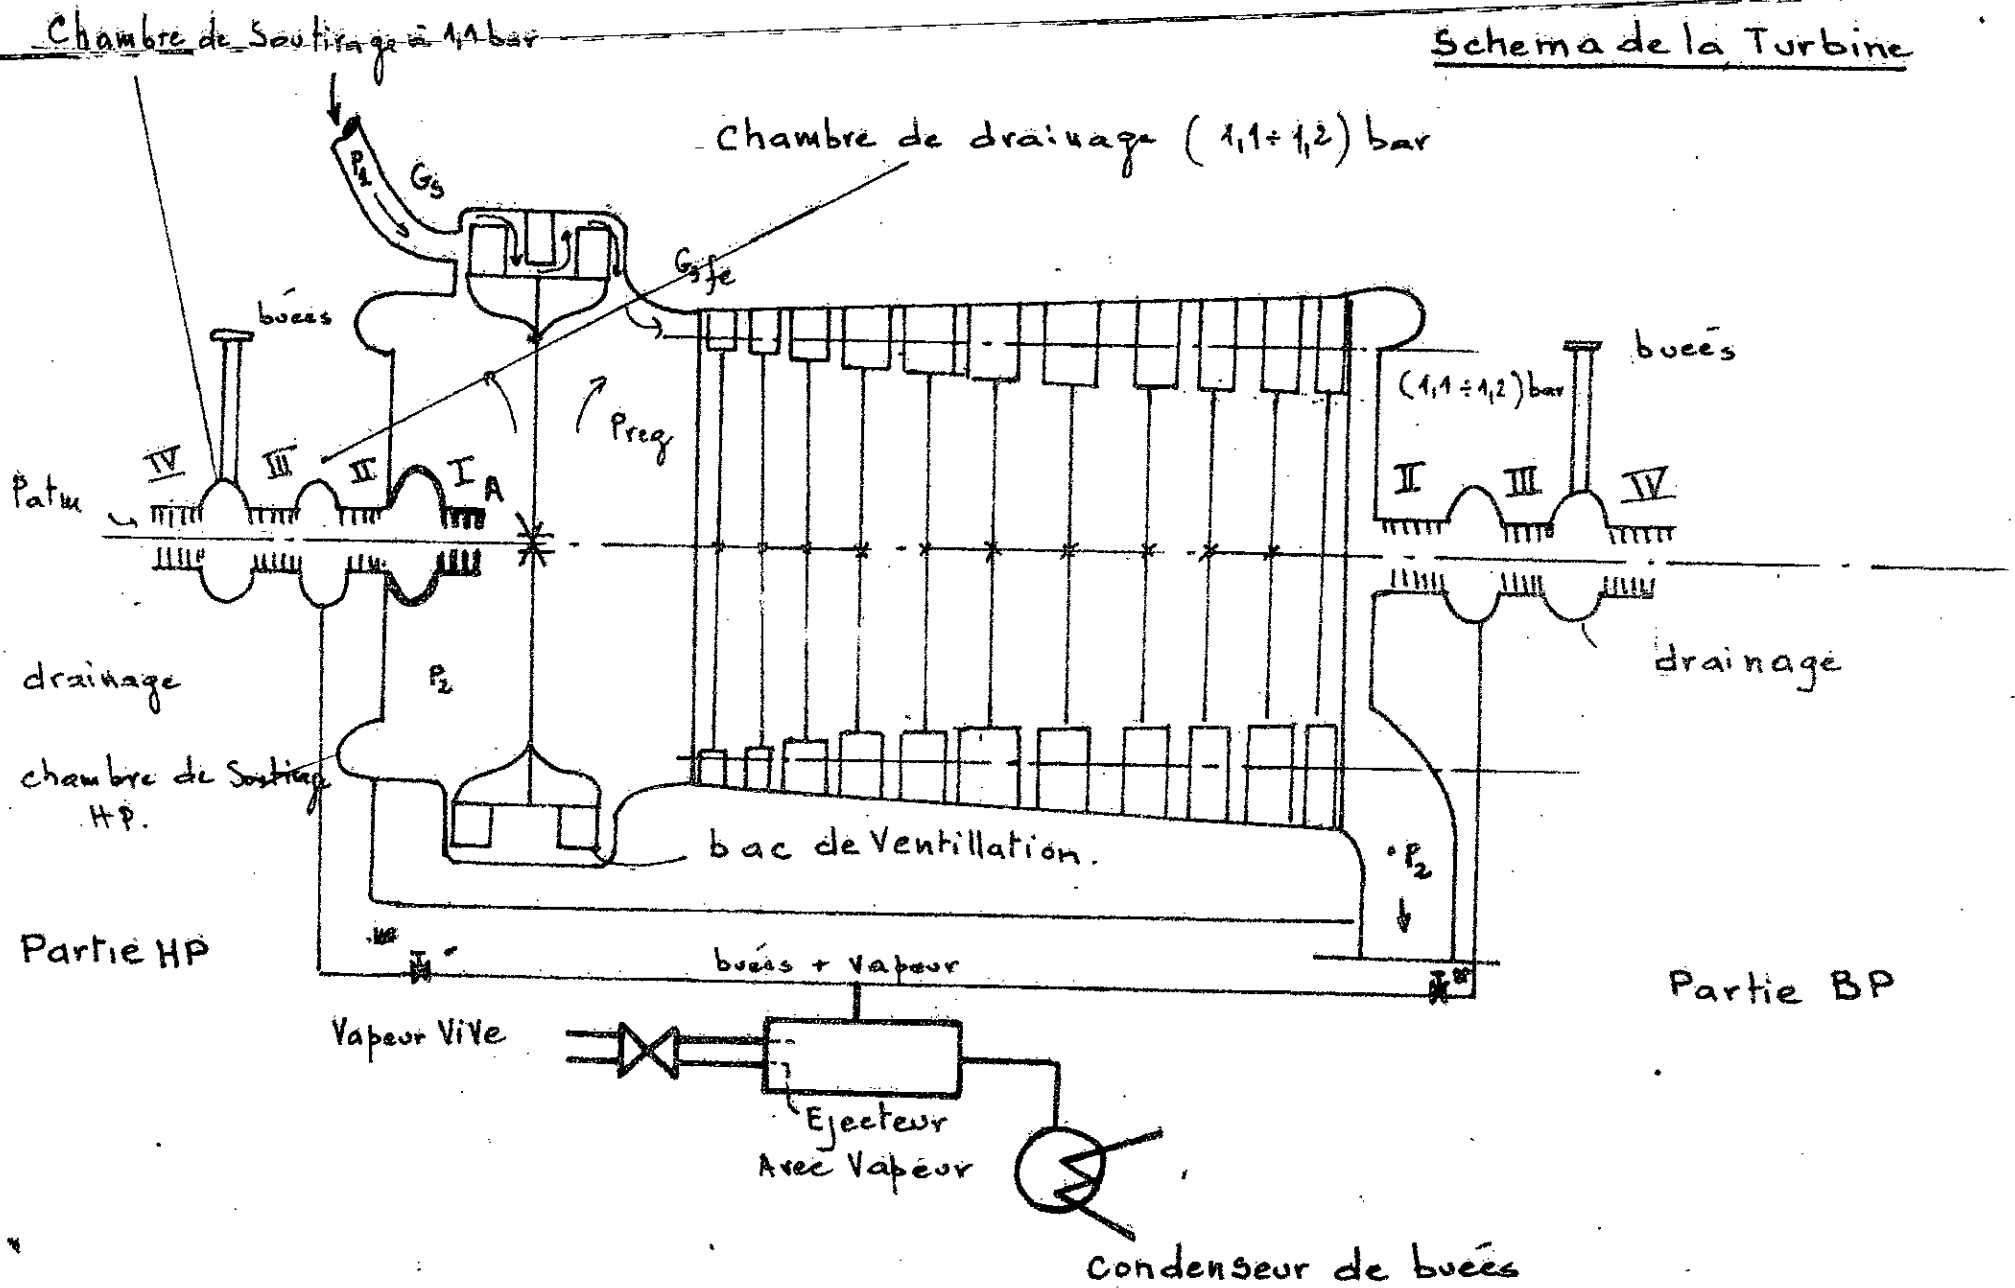 Chambre de Soutirage à 1,1 bar
Schema de la Turbine
Chambre de drainage (1,1÷1,2) bar
P1
Gs
Gsfe
buées
bueés
(1,1÷1,2) bar
Preg
IV
III
II
I
A
II
III
IV
Patm
drainage
P2
drainage
chambre de Soutirage
HP.
bac de Ventillation.
P2
Partie HP
bueés + Vapeur
Partie BP
Vapeur ViVe
Ejecteur
Avec Vapeur
Condenseur de bueés